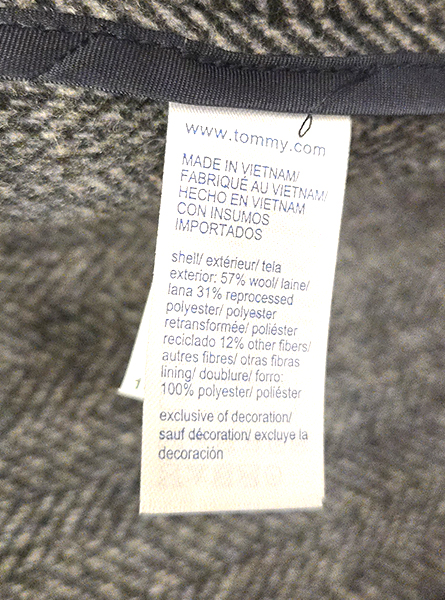 www.tommy.com
MADE IN VIETNAM/
FABRIQUÉ AU VIETNAM/
HECHO EN VIETNAM
CON INSUMOS
IMPORTADOS
shell/ extérieur/ tela
exterior: 57% wool/ laine/
lana 31% reprocessed
polyester/ polyester
retransformée/ poliéster
reciclado 12% other fibers/
autres fibres/ otras fibras
lining/ doublure/ forro:
100% polyester/ poliéster
exclusive of decoration/
sauf décoration/ excluye la
decoración